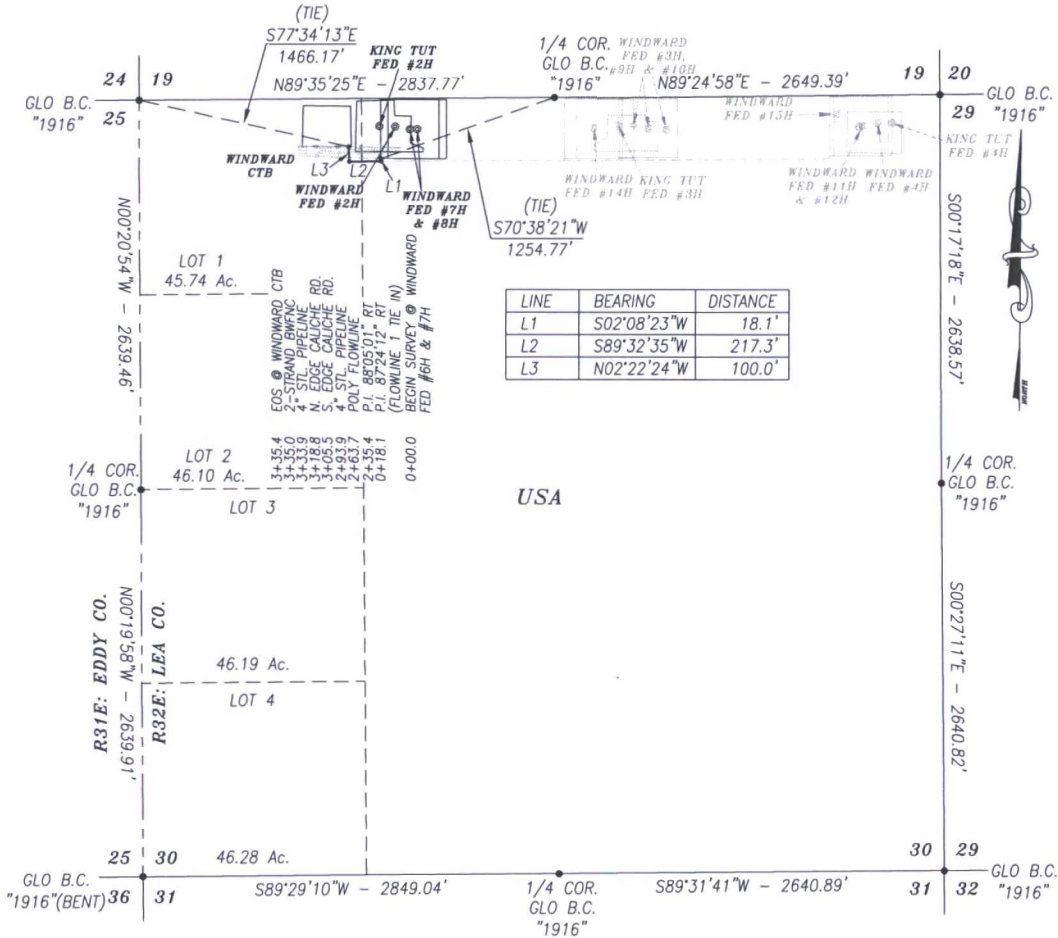 (TIE)
S77°34'13"E
1466.17'
KING TUT
FED #2H
1/4 COR.
GLO B.C.
"1916"
WINDWARD
FED #3H,
#9H & #10H
24 19
N89°35'25"E - 2837.77'
N89°24'58"E - 2649.39'
19 20
GLO B.C.
"1916"
25
29
GLO B.C.
"1916"
WINDWARD
FED #15H
KING TUT
FED #4H
WINDWARD
CTB
L3
L2
L1
WINDWARD
FED #2H
WINDWARD
FED #7H
& #8H
WINDWARD
FED #14H
KING TUT
FED #3H
WINDWARD
FED #11H
& #12H
WINDWARD
FED #4H
(TIE)
S70°38'21"W
1254.77'
N00°20'54"W - 2639.46'
S00°17'18"E - 2638.57'
LOT 1
45.74 Ac.
LINE BEARING DISTANCE
L1 S02°08'23"W 18.1'
L2 S89°32'35"W 217.3'
L3 N02°22'24"W 100.0'
3+35.4 EOS @ WINDWARD CTB
3+35.0 2-STRAND BWFNC
3+33.9 4" STL. PIPELINE
3+18.8 N. EDGE CALICHE RD.
3+05.5 S. EDGE CALICHE RD.
2+93.9 4" STL. PIPELINE
2+63.7 POLY FLOWLINE
2+35.4 P.I. 88°05'01" RT
0+18.1 P.I. 87°24'12" RT
(FLOWLINE 1 TIE IN)
0+00.0 BEGIN SURVEY @ WINDWARD
FED #6H & #7H
NORTH
LOT 2
46.10 Ac.
1/4 COR.
GLO B.C.
"1916"
LOT 3
USA
1/4 COR.
GLO B.C.
"1916"
R31E: EDDY CO.
N00°19'58"W - 2639.91'
R32E: LEA CO.
46.19 Ac.
LOT 4
S00°27'11"E - 2640.82'
25 30
46.28 Ac.
30 29
GLO B.C.
"1916"(BENT)
36 31
S89°29'10"W - 2849.04'
1/4 COR.
GLO B.C.
"1916"
S89°31'41"W - 2640.89'
31 32
GLO B.C.
"1916"